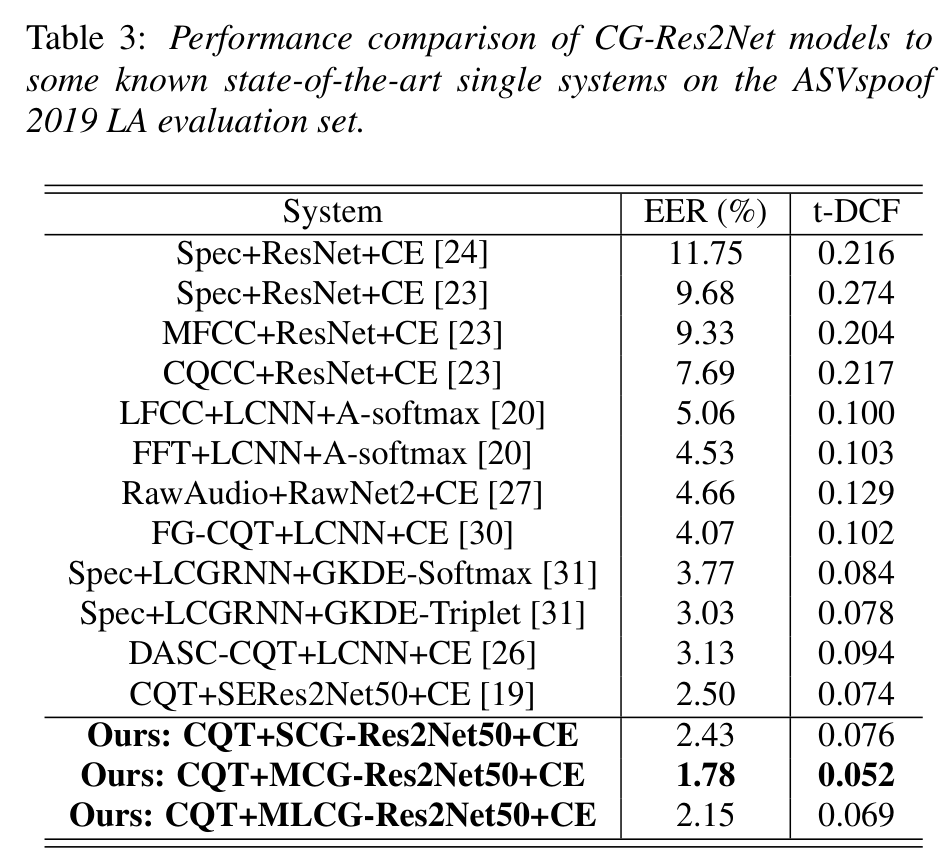 Table 3: Performance comparison of CG-Res2Net models to
some known state-of-the-art single systems on the ASVspoof
2019 LA evaluation set.
System EER (%) t-DCF
Spec+ResNet+CE [24] 11.75 0.216
Spec+ResNet+CE [23] 9.68 0.274
MFCC+ResNet+CE [23] 9.33 0.204
CQCC+ResNet+CE [23] 7.69 0.217
LFCC+LCNN+A-softmax [20] 5.06 0.100
FFT+LCNN+A-softmax [20] 4.53 0.103
RawAudio+RawNet2+CE [27] 4.66 0.129
FG-CQT+LCNN+CE [30] 4.07 0.102
Spec+LCGRNN+GKDE-Softmax [31] 3.77 0.084
Spec+LCGRNN+GKDE-Triplet [31] 3.03 0.078
DASC-CQT+LCNN+CE [26] 3.13 0.094
CQT+SERes2Net50+CE [19] 2.50 0.074
Ours: CQT+SCG-Res2Net50+CE 2.43 0.076
Ours: CQT+MCG-Res2Net50+CE 1.78 0.052
Ours: CQT+MLCG-Res2Net50+CE 2.15 0.069